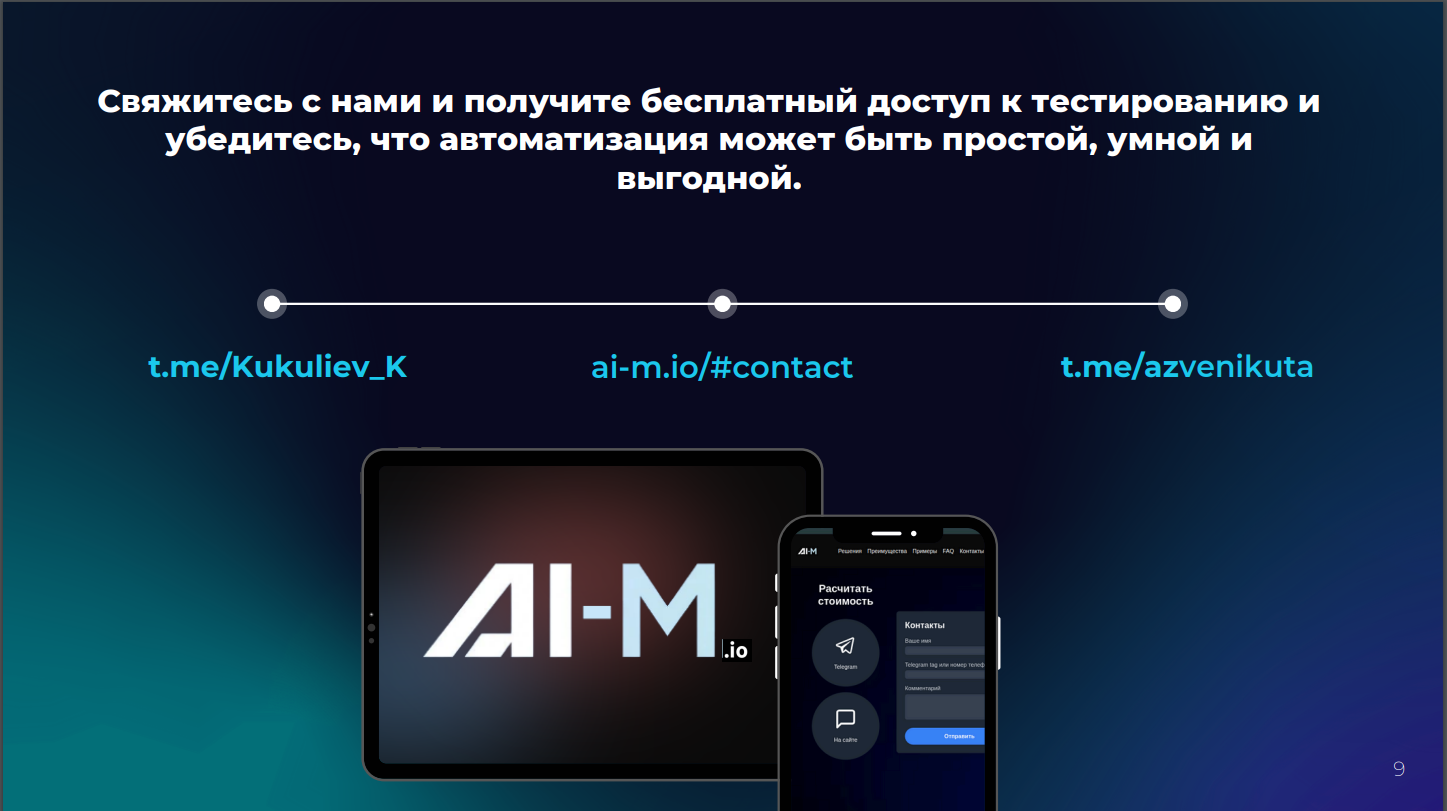 Свяжитесь с нами и получите бесплатный доступ к тестированию и
убедитесь, что автоматизация может быть простой, умной и
выгодной.
t.me/Kukuliev_K
ai-m.io/#contact
t.me/azvenikuta
AI-M
.io
AI-M
Решения Преимущества Примеры FAQ Контакты
Расчитать
стоимость
Telegram
На сайте
Контакты
Ваше имя
Telegram tag или номер телеф
Комментарий
Отправить
9